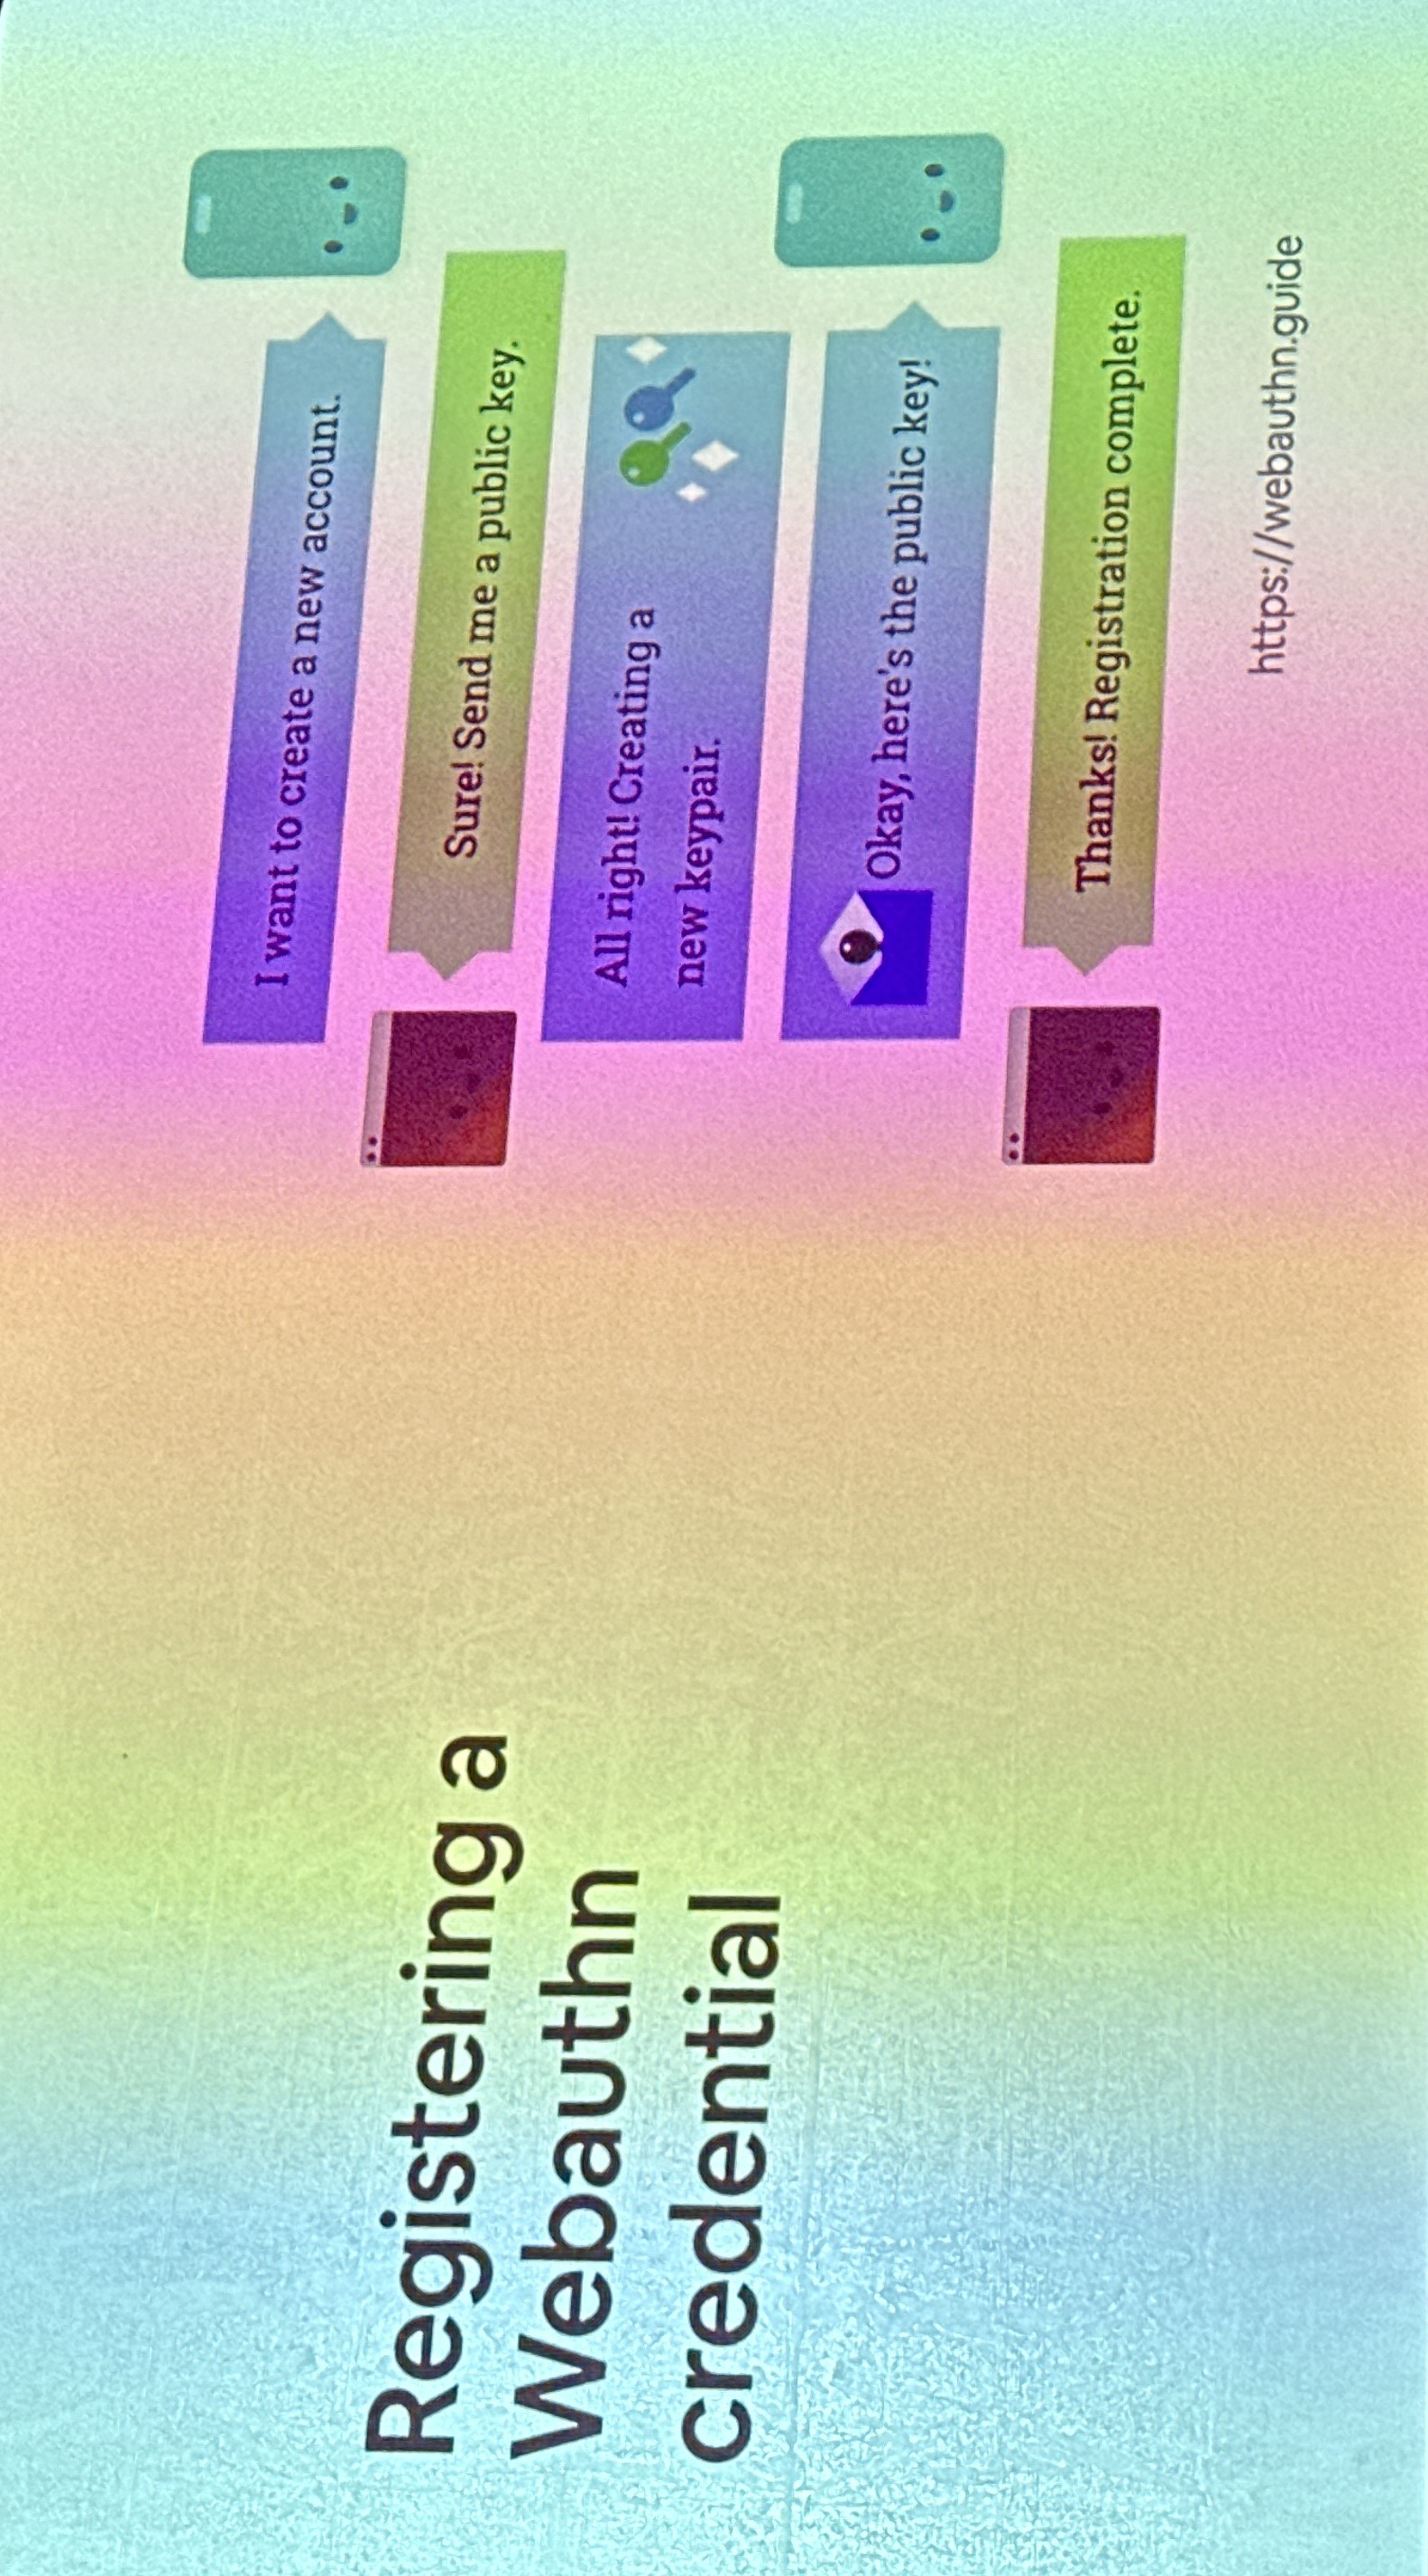 Registering a
Webauthn
credential
I want to create a new account.
Sure! Send me a public key.
All right! Creating a
new keypair.
Okay, here's the public key!
Thanks! Registration complete.
https://webauthn.guide